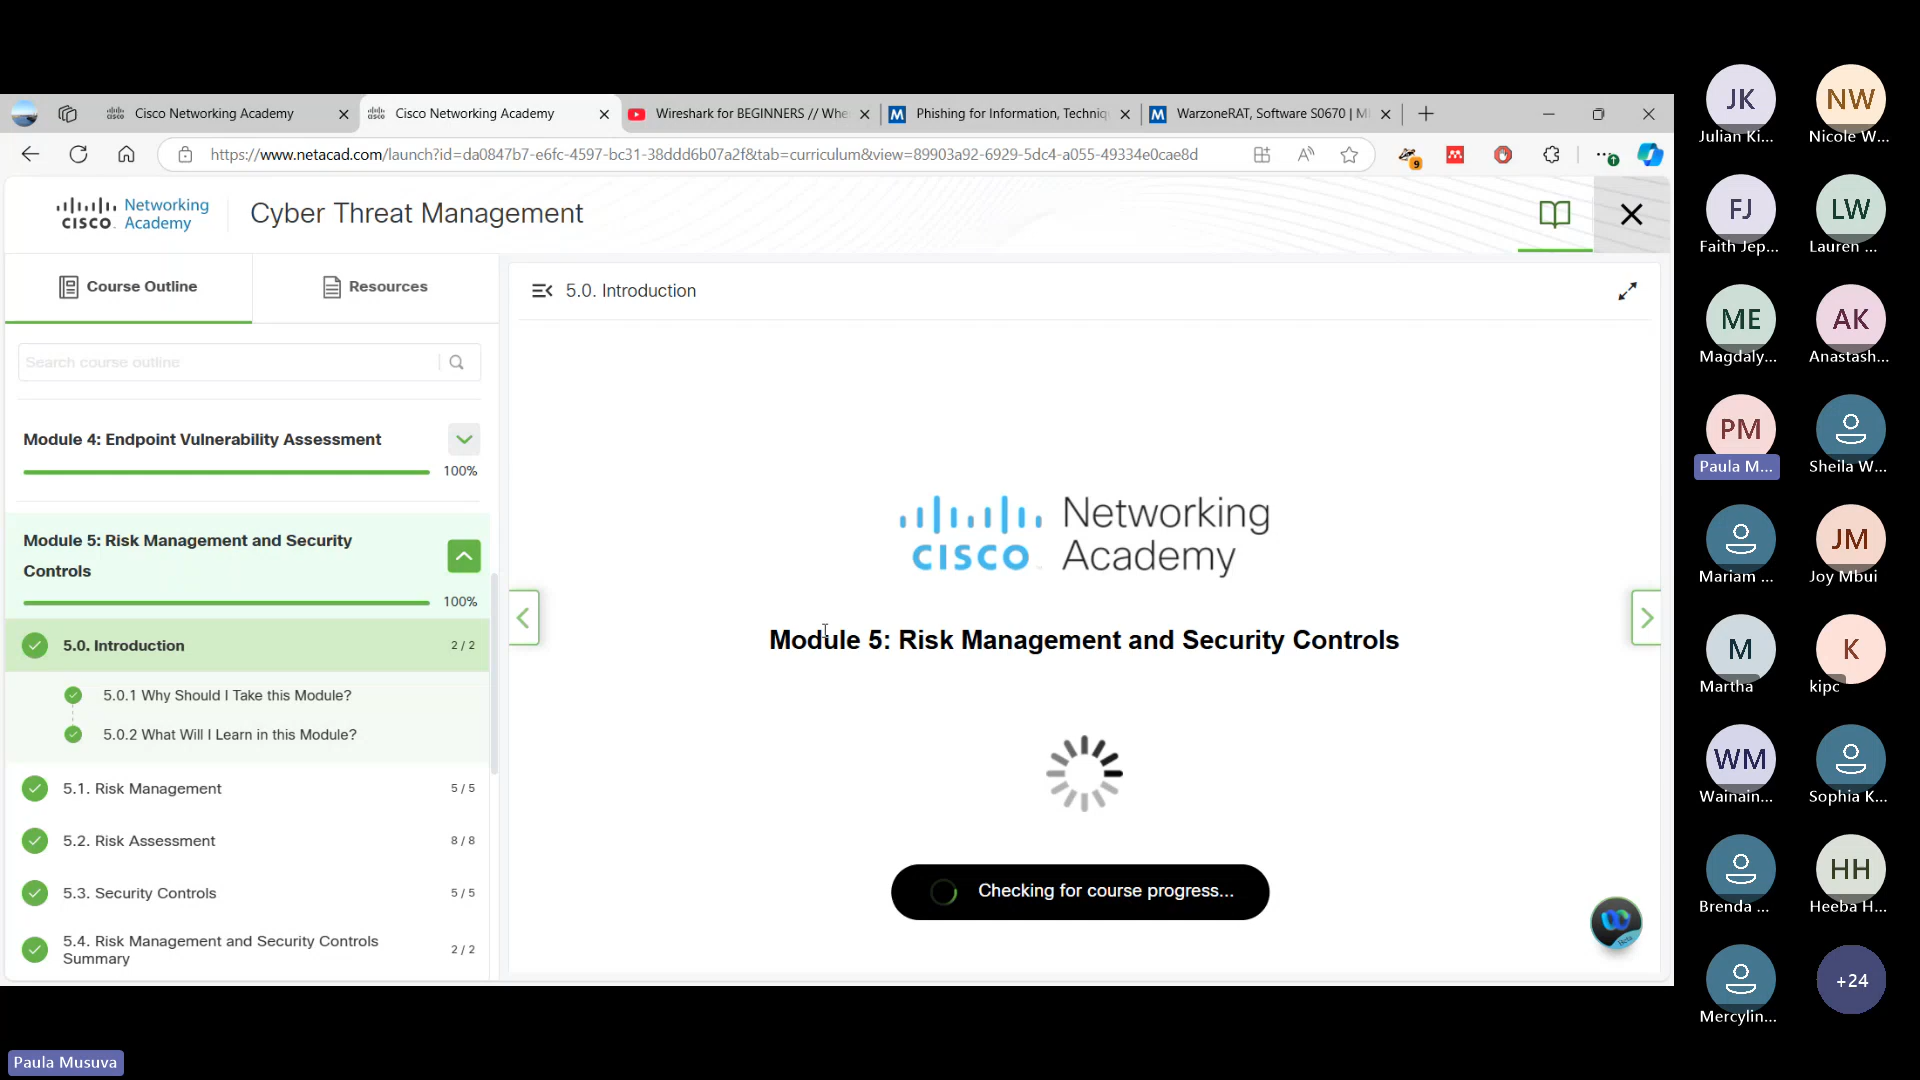 Cisco Networking Academy
Cisco Networking Academy
Wireshark for BEGINNERS // Whe
Phishing for Information, Techniq
WarzoneRAT, Software S0670 | MI
https://www.netacad.com/launch?id=da0847b7-e6fc-4597-bc31-38ddd6b07a2f&tab=curriculum&view=89903a92-6929-5dc4-a055-49334e0cae8d
9
cisco Networking Academy
Cyber Threat Management
Course Outline
Resources
5.0. Introduction
Search course outline
Module 4: Endpoint Vulnerability Assessment
100%
Module 5: Risk Management and Security
Controls
100%
5.0. Introduction 2 / 2
5.0.1 Why Should I Take this Module?
5.0.2 What Will I Learn in this Module?
5.1. Risk Management 5 / 5
5.2. Risk Assessment 8 / 8
5.3. Security Controls 5 / 5
5.4. Risk Management and Security Controls
Summary 2 / 2
Networking
cisco Academy
Module 5: Risk Management and Security Controls
Checking for course progress...
Beta
JK NW
Julian Ki... Nicole W...
FJ LW
Faith Jep... Lauren ...
ME AK
Magdaly... Anastash...
PM
Paula M... Sheila W...
JM
Mariam ... Joy Mbui
M K
Martha kipc
WM
Wainain... Sophia K...
HH
Brenda ... Heeba H...
+24
Mercylin...
Paula Musuva